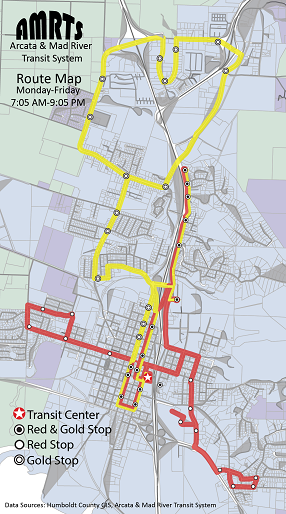 AMRTS
Arcata & Mad River
Transit System
Route Map
Monday-Friday
7:05 AM-9:05 PM
Transit Center
Red & Gold Stop
Red Stop
Gold Stop
Data Sources: Humboldt County GIS, Arcata & Mad River Transit System